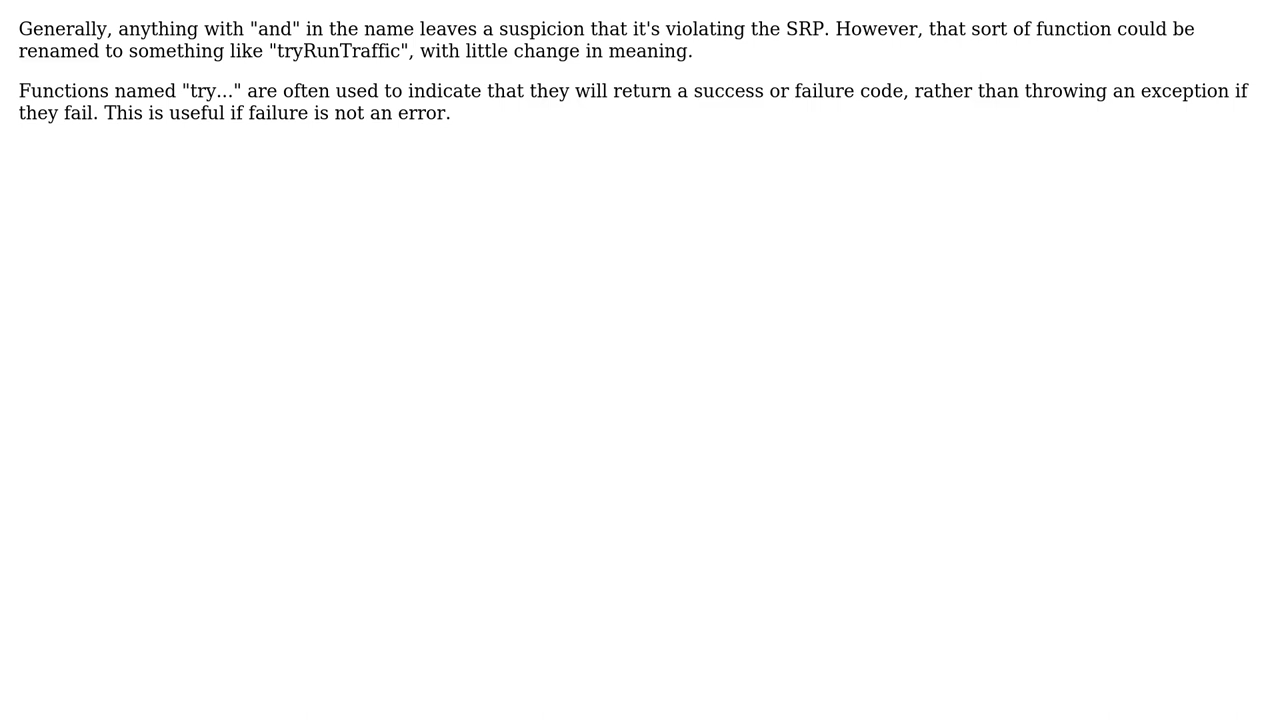 Generally, anything with "and" in the name leaves a suspicion that it's violating the SRP. However, that sort of function could be
renamed to something like "tryRunTraffic", with little change in meaning.
Functions named "try..." are often used to indicate that they will return a success or failure code, rather than throwing an exception if
they fail. This is useful if failure is not an error.